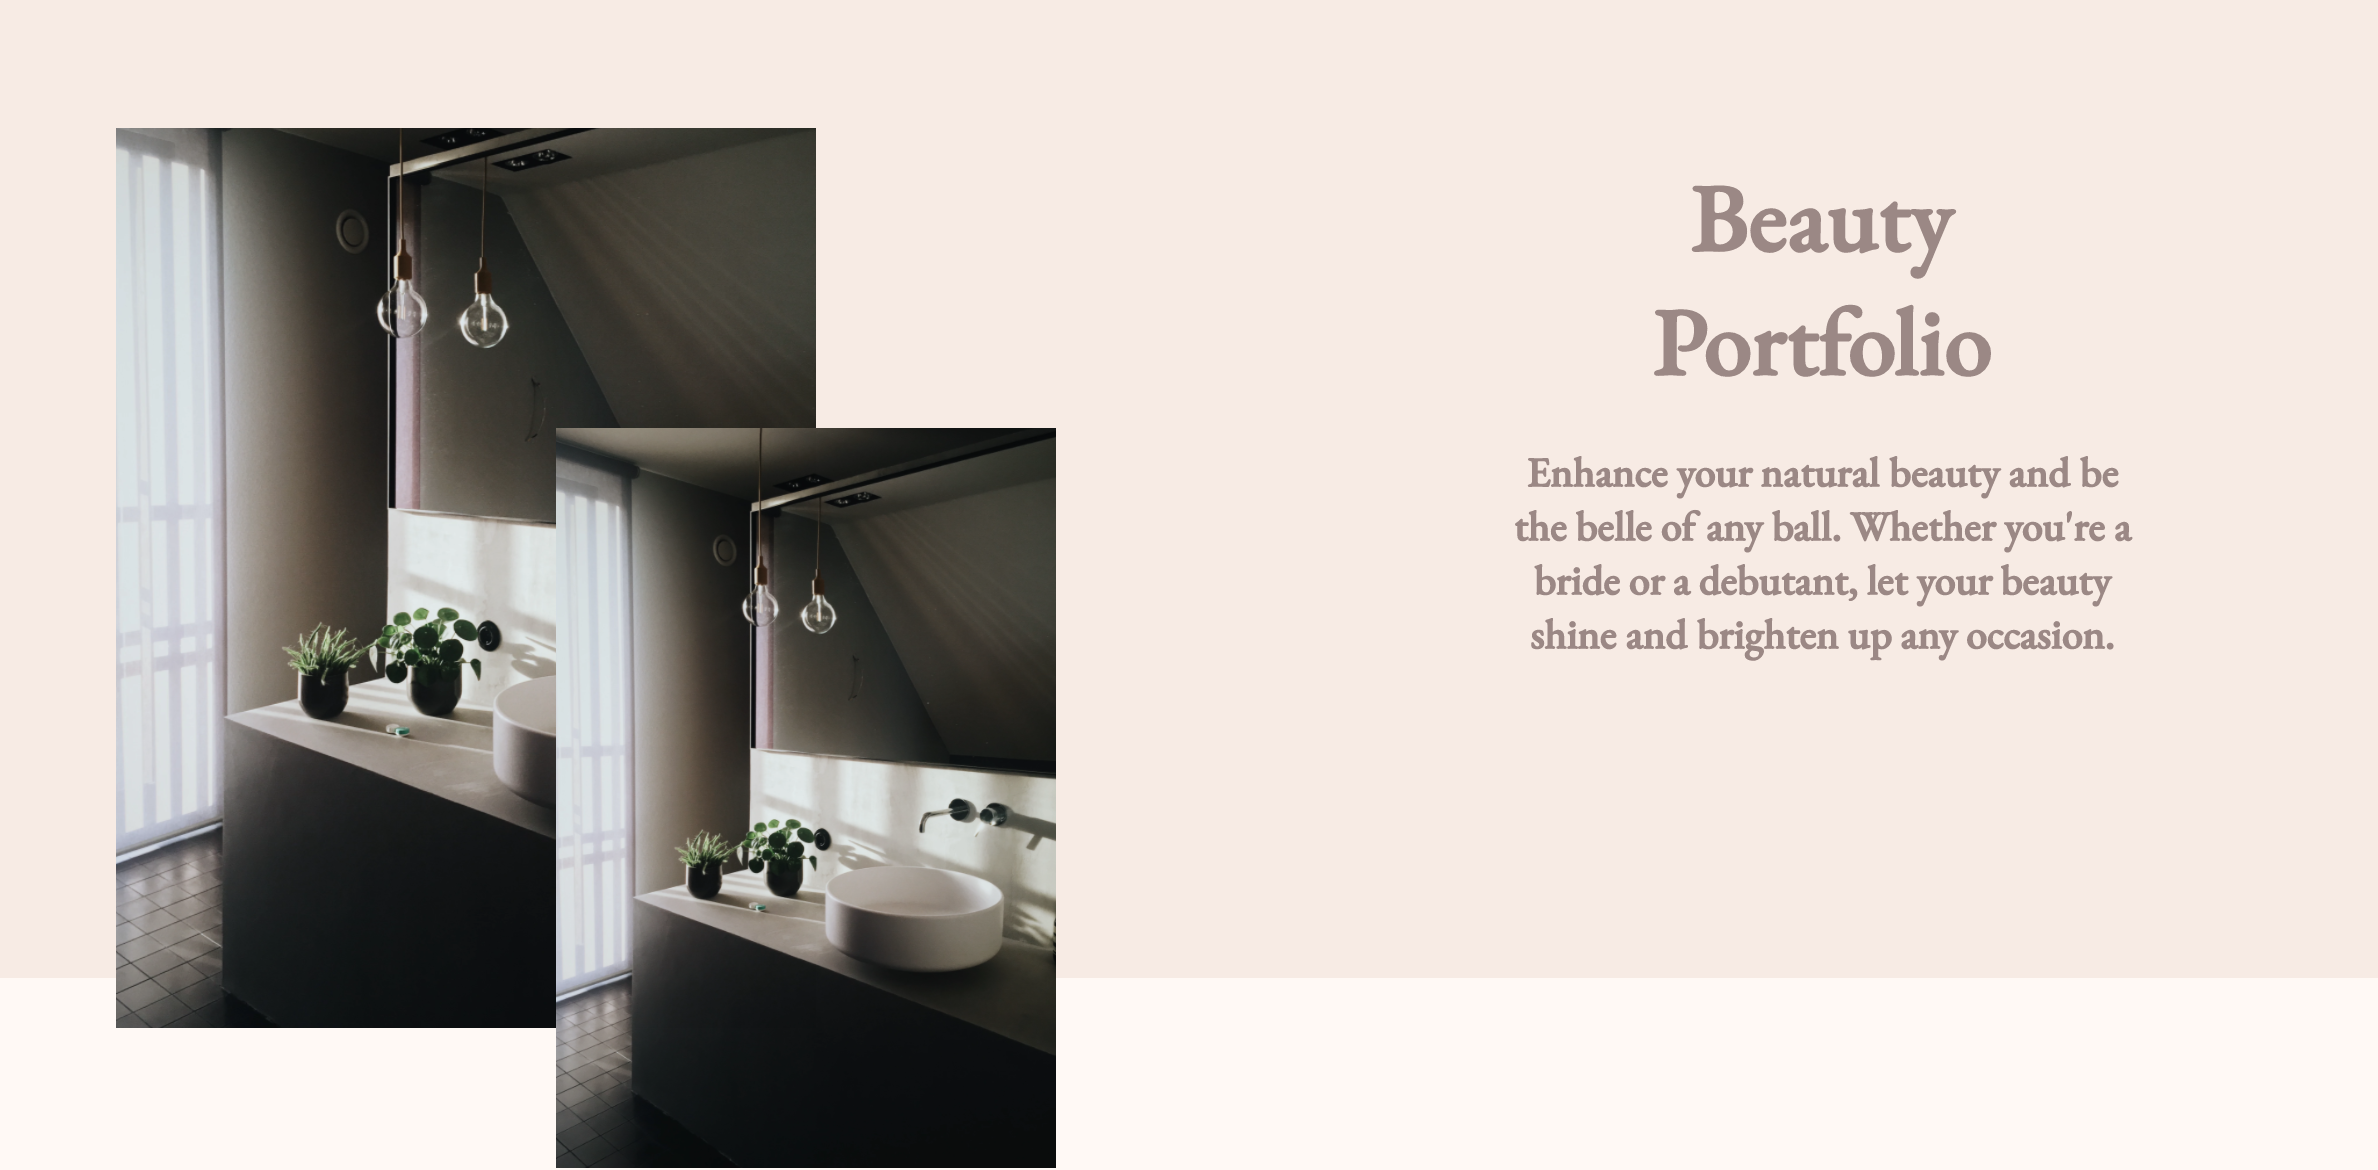 Beauty
Portfolio
Enhance your natural beauty and be
the belle of any ball. Whether you're a
bride or a debutant, let your beauty
shine and brighten up any occasion.